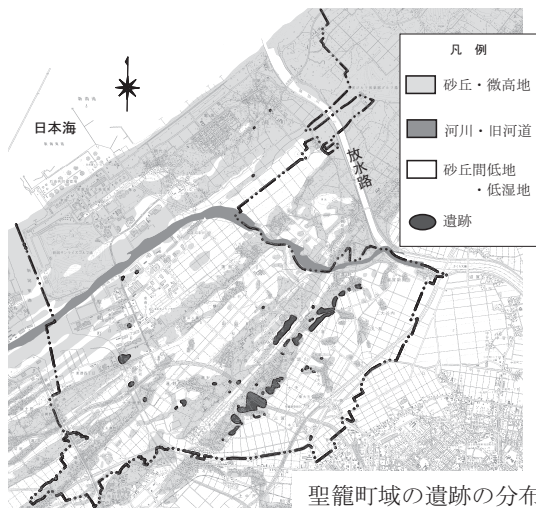 凡 例
砂丘・微高地
河川・旧河道
砂丘間低地
・低湿地
遺跡
日本海
放水路
聖籠町域の遺跡の分布